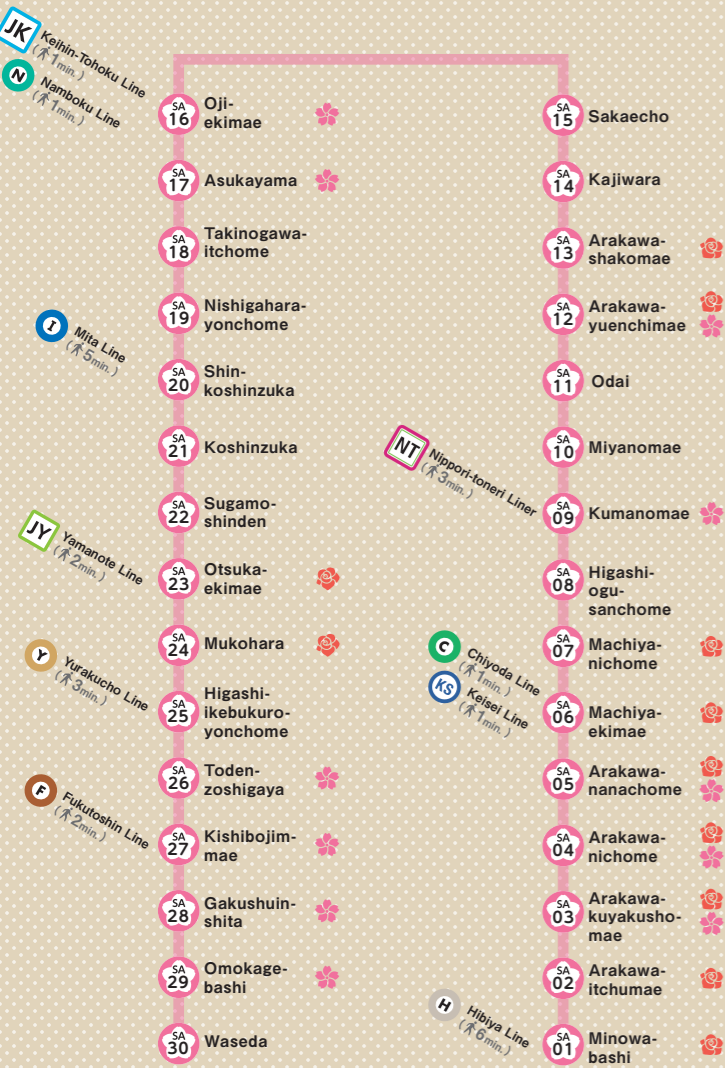 JK
Keihin-Tohoku Line
(1min.)
N
Namboku Line
(1min.)
SA
16
Oji-
ekimae
SA
17
Asukayama
SA
18
Takinogawa-
itchome
SA
19
Nishigahara-
yonchome
I
Mita Line
(5min.)
SA
20
Shin-
koshinzuka
SA
21
Koshinzuka
SA
22
Sugamo-
shinden
JY
Yamanote Line
(2min.)
SA
23
Otsuka-
ekimae
SA
24
Mukohara
Y
Yurakucho Line
(3min.)
SA
25
Higashi-
ikebukuro-
yonchome
SA
26
Toden-
zoshigaya
F
Fukutoshin Line
(2min.)
SA
27
Kishibojim-
mae
SA
28
Gakushuin-
shita
SA
29
Omokage-
bashi
SA
30
Waseda
SA
15
Sakaecho
SA
14
Kajiwara
SA
13
Arakawa-
shakomae
SA
12
Arakawa-
yuenchimae
SA
11
Odai
SA
10
Miyanomae
NT
Nippori-toneri Liner
(3min.)
SA
09
Kumanomae
SA
08
Higashi-
ogu-
sanchome
SA
07
Machiya-
nichome
C
Chiyoda Line
(1min.)
KS
Keisei Line
(1min.)
SA
06
Machiya-
ekimae
SA
05
Arakawa-
nanachome
SA
04
Arakawa-
nichome
SA
03
Arakawa-
kuyakusho-
mae
SA
02
Arakawa-
itchumae
H
Hibiya Line
(6min.)
SA
01
Minowa-
bashi